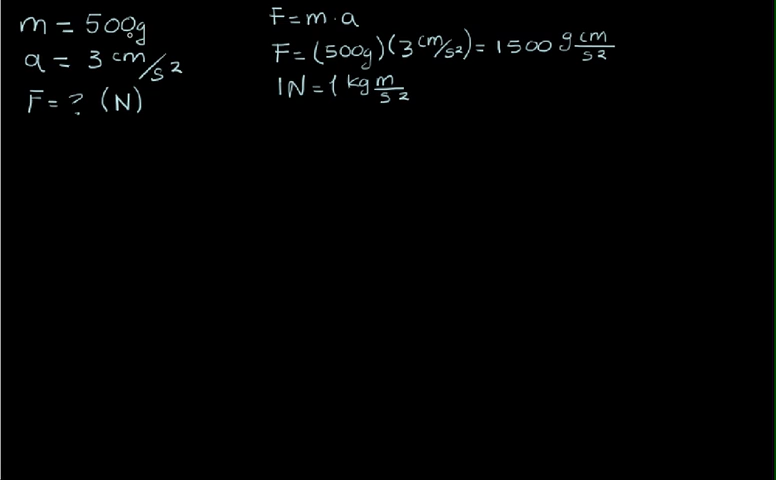 m = 500g
a = 3 cm/s²
F = ? (N)
F = m · a
F = (500g)(3 cm/s²) = 1500 g cm/s²
1N = 1 kg m/s²